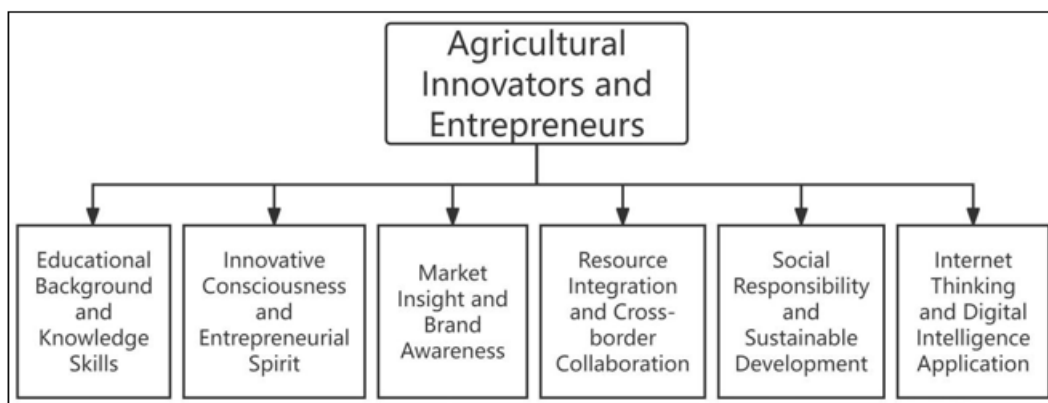 Agricultural
Innovators and
Entrepreneurs
Educational
Background
and
Knowledge
Skills
Innovative
Consciousness
and
Entrepreneurial
Spirit
Market
Insight and
Brand
Awareness
Resource
Integration
and Cross-
border
Collaboration
Social
Responsibility
and
Sustainable
Development
Internet
Thinking
and Digital
Intelligence
Application